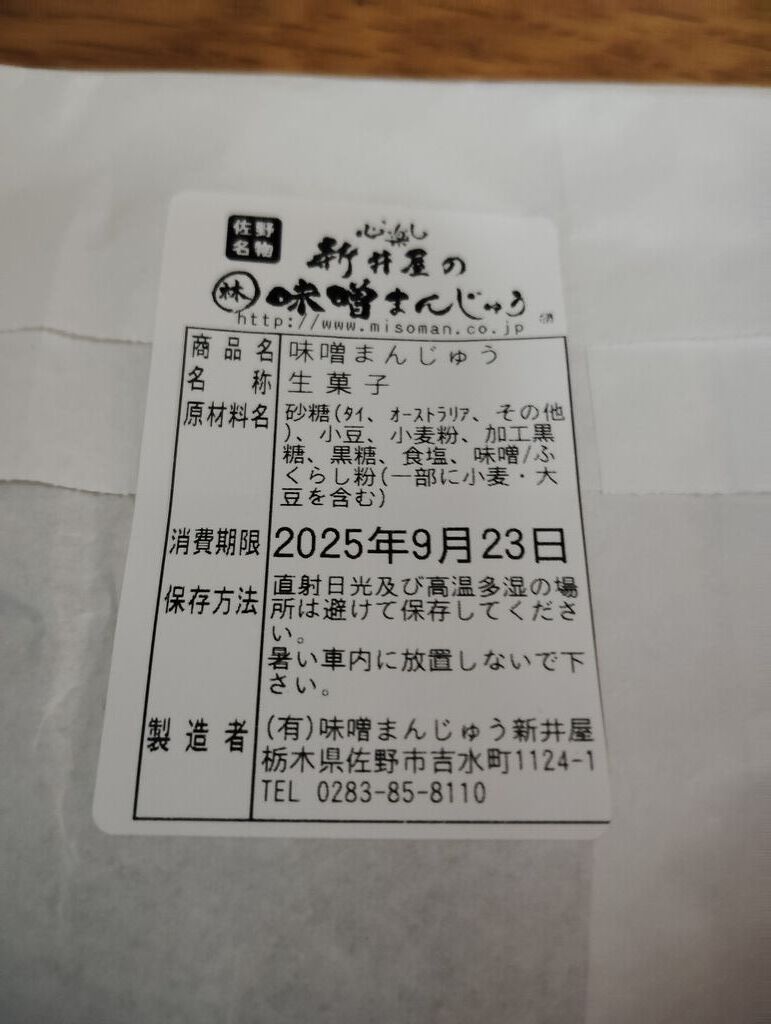 佐野
名物
心楽し
新井屋の
林 味噌まんじゅう
http://www.misoman.co.jp
商品名 味噌まんじゅう
名称 生菓子
原材料名 砂糖(タイ、オーストラリア、その他
)、小豆、小麦粉、加工黒
糖、黒糖、食塩、味噌/ふ
くらし粉(一部に小麦・大
豆を含む)
消費期限 2025年9月23日
保存方法 直射日光及び高温多湿の場
所は避けて保存してくださ
い。
暑い車内に放置しないで下
さい。
製造者 (有)味噌まんじゅう新井屋
栃木県佐野市吉水町1124-1
TEL 0283-85-8110